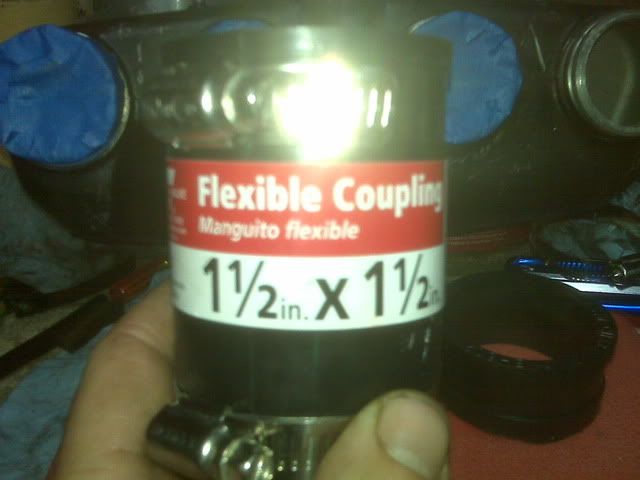 Flexible Coupling
Manguito flexible
1½in. X 1½in.